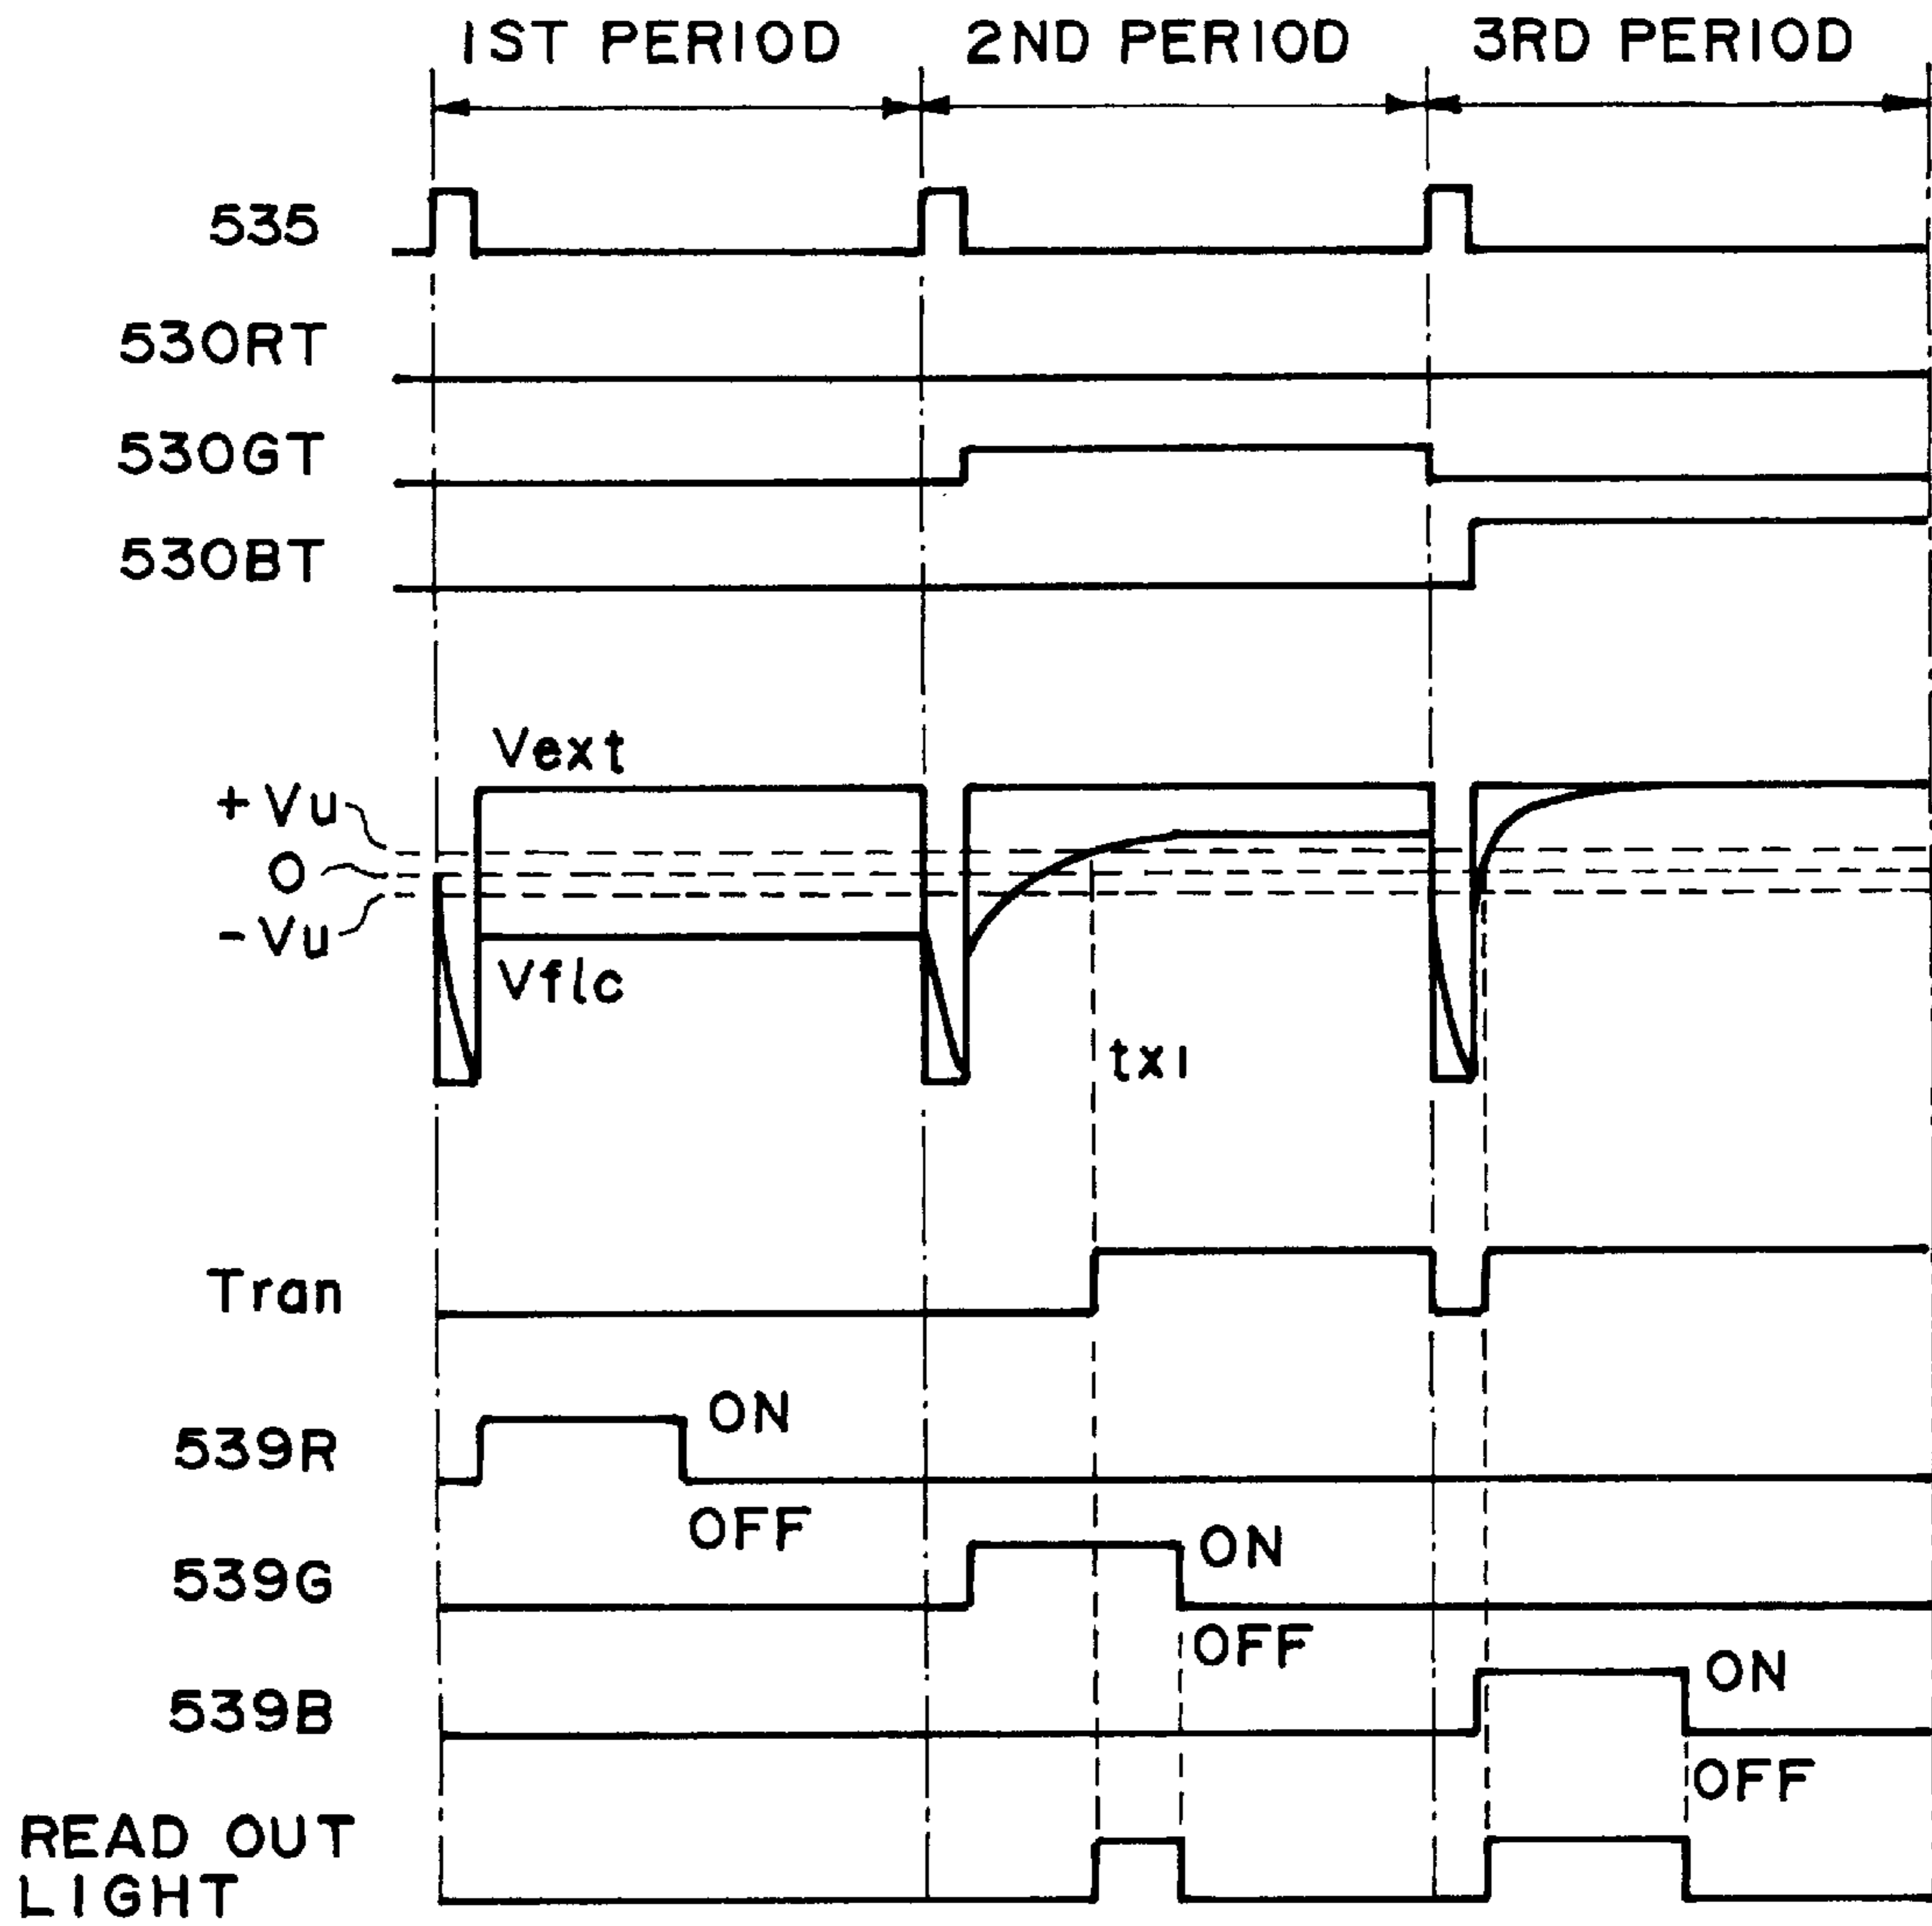 1ST PERIOD 2ND PERIOD 3RD PERIOD
535
530RT
530GT
530BT
Vext
+Vu
0
-Vu
Vflc
tx1
Tran
ON
539R
OFF
ON
539G
OFF
ON
539B
OFF
READ OUT
LIGHT